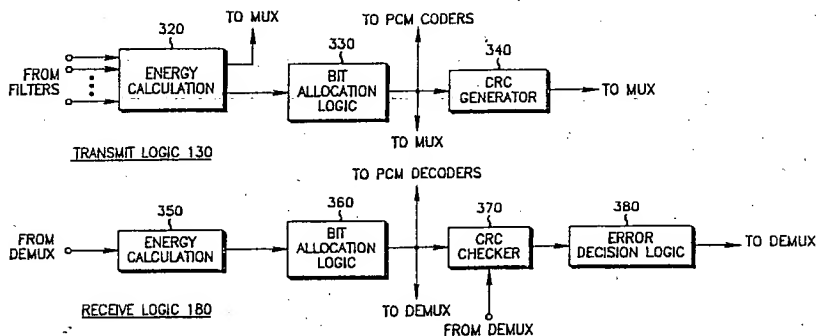 320
TO MUX
TO PCM CODERS
330
340
FROM
FILTERS
ENERGY
CALCULATION
BIT
ALLOCATION
LOGIC
CRC
GENERATOR
TO MUX
TO MUX
TRANSMIT LOGIC 130
TO PCM DECODERS
350
360
370
380
FROM
DEMUX
ENERGY
CALCULATION
BIT
ALLOCATION
LOGIC
CRC
CHECKER
ERROR
DECISION LOGIC
TO DEMUX
TO DEMUX
RECEIVE LOGIC 180
FROM DEMUX